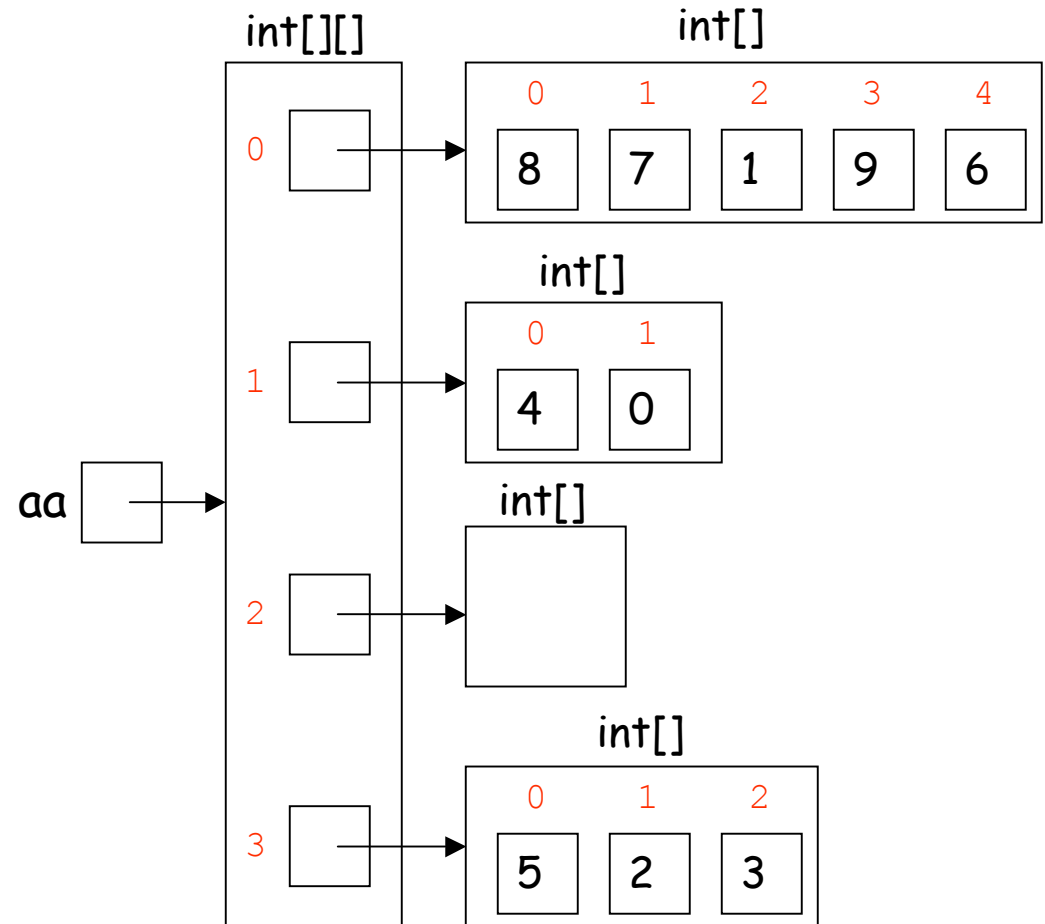 int[][] int[]
0 1 2 3 4
0 8 7 1 9 6
int[]
0 1
1 4 0
aa
int[]
2
int[]
0 1 2
3 5 2 3